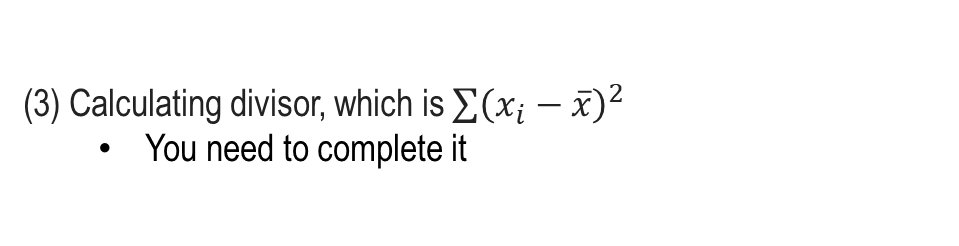 (3) Calculating divisor, which is ∑(𝑥ᵢ − 𝑥̄)²
• You need to complete it